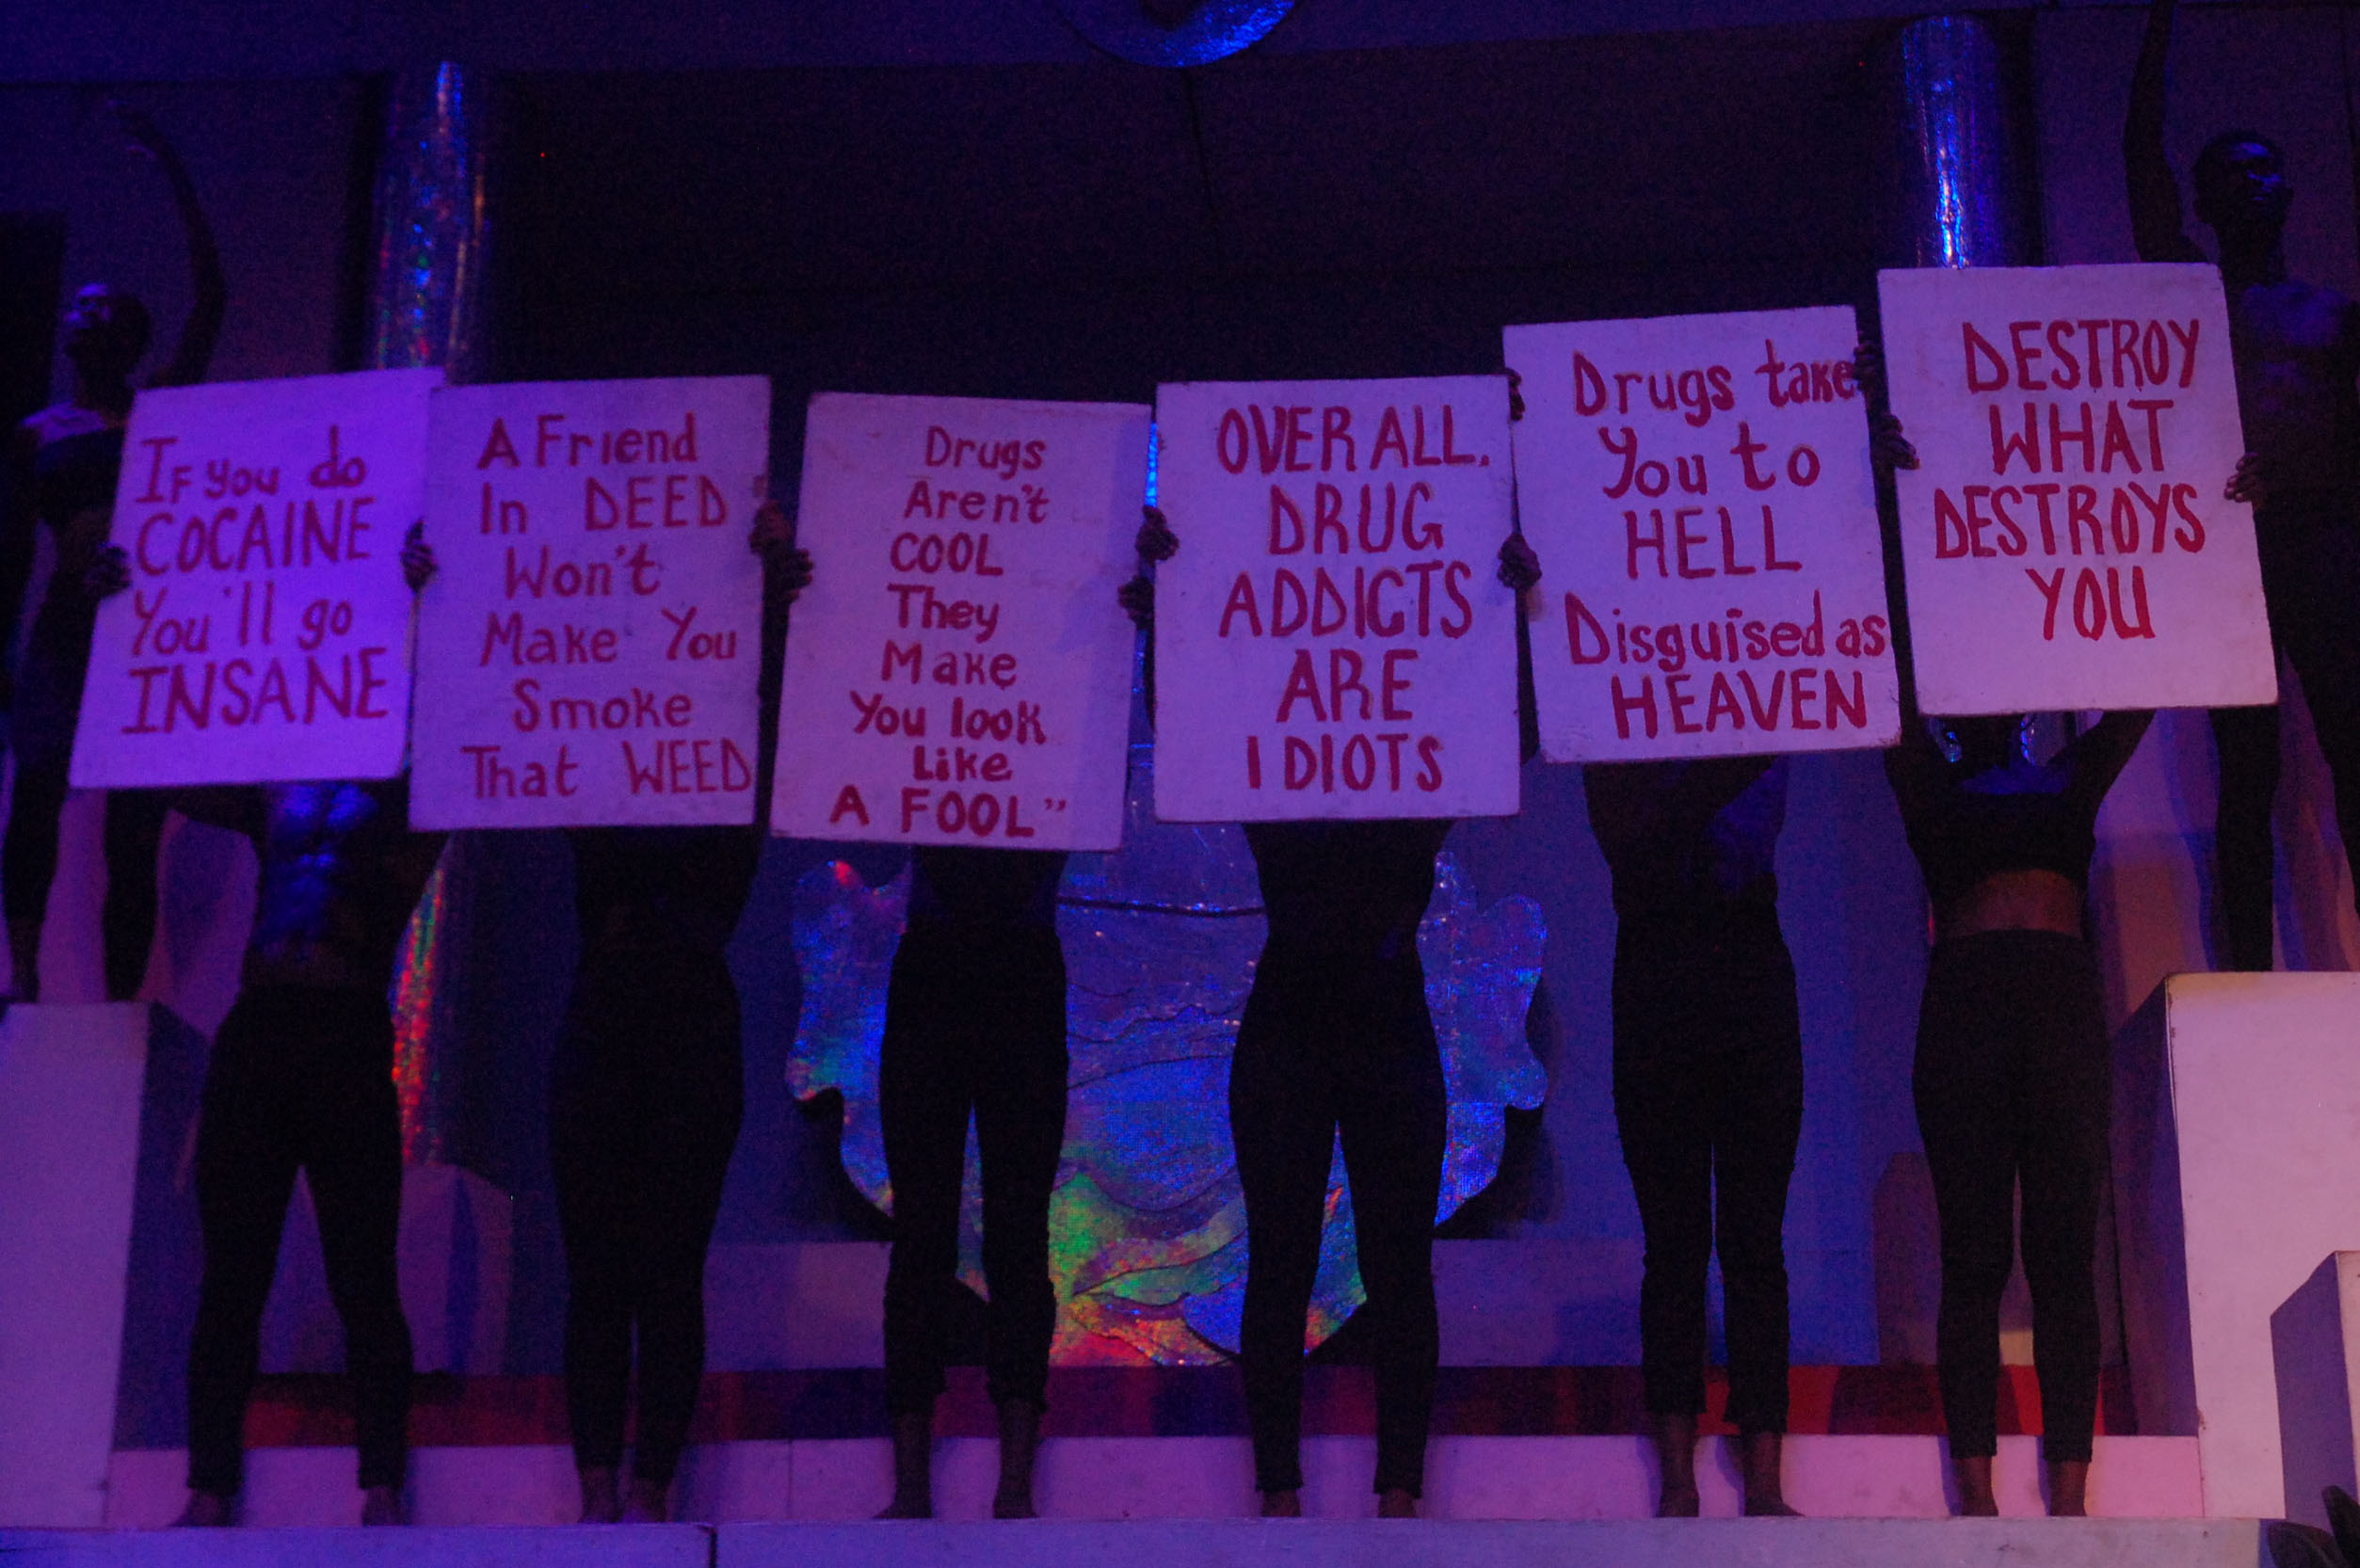 IF you do
COCAINE
You'll go
INSANE
A Friend
In DEED
Won't
Make You
Smoke
That WEED
Drugs
Aren't
COOL
They
Make
You look
Like
A FOOL"
OVER ALL.
DRUG
ADDICTS
ARE
IDIOTS
Drugs take
You to
HELL
Disguised as
HEAVEN
DESTROY
WHAT
DESTROYS
YOU